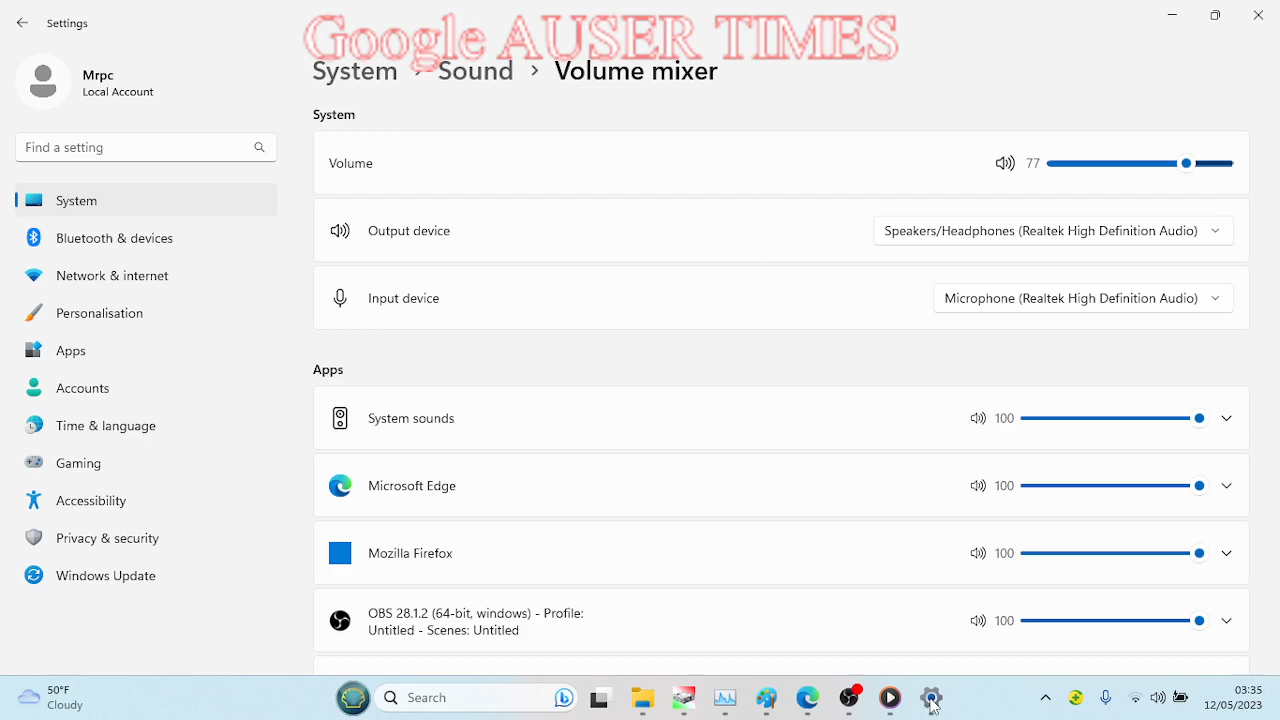 Settings
Google AUSER TIMES
System > Sound > Volume mixer
Mrpc
Local Account
Find a setting
System
Bluetooth & devices
Network & internet
Personalisation
Apps
Accounts
Time & language
Gaming
Accessibility
Privacy & security
Windows Update
System
Volume
77
Output device
Speakers/Headphones (Realtek High Definition Audio)
Input device
Microphone (Realtek High Definition Audio)
Apps
System sounds
100
Microsoft Edge
100
Mozilla Firefox
100
OBS 28.1.2 (64-bit, windows) - Profile:
Untitled - Scenes: Untitled
100
50°F
Cloudy
Search
03:35
12/05/2023